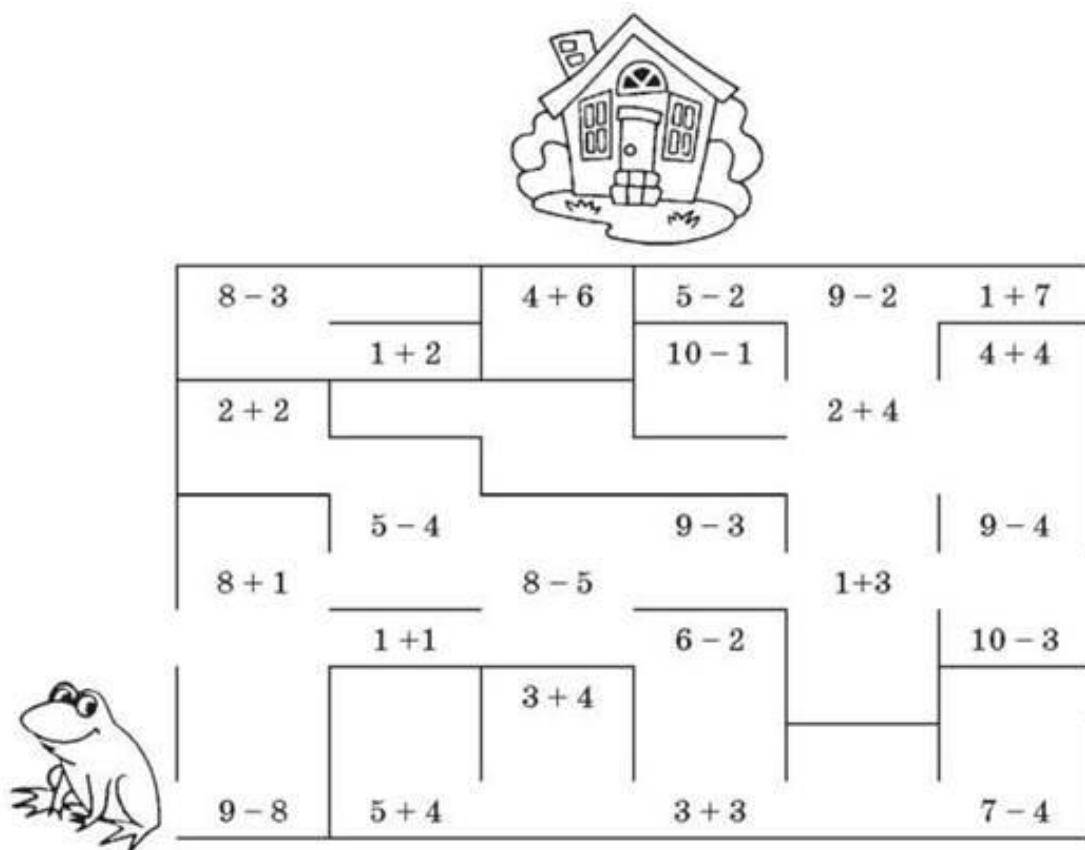 8 – 3 4 + 6 5 – 2 9 – 2 1 + 7
1 + 2 10 – 1 4 + 4
2 + 2 2 + 4
5 – 4 9 – 3 9 – 4
8 + 1 8 – 5 1+3
1 +1 6 – 2 10 – 3
3 + 4
9 – 8 5 + 4 3 + 3 7 – 4